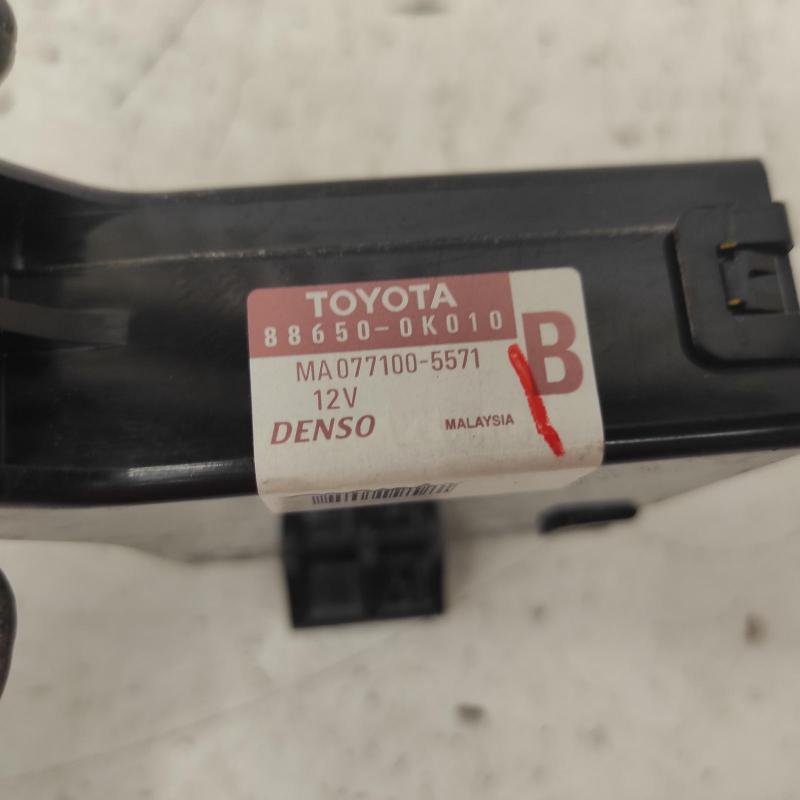 TOYOTA
88650-0K010
B
MA077100-5571
12V
DENSO MALAYSIA